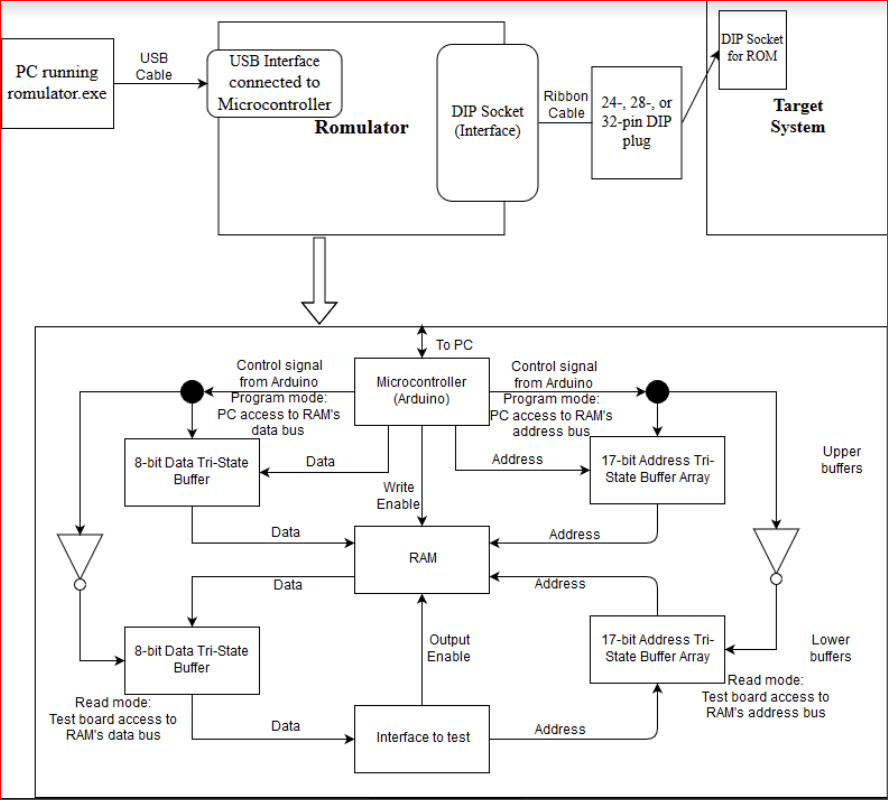 PC running
romulator.exe
USB
Cable
USB Interface
connected to
Microcontroller
Romulator
DIP Socket
(Interface)
Ribbon
Cable
24-, 28-, or
32-pin DIP
plug
DIP Socket
for ROM
Target
System
To PC
Control signal
from Arduino
Program mode:
PC access to RAM's
data bus
Microcontroller
(Arduino)
Control signal
from Arduino
Program mode:
PC access to RAM's
address bus
8-bit Data Tri-State
Buffer
Data
Address
17-bit Address Tri-
State Buffer Array
Upper
buffers
Write
Enable
Data
RAM
Address
Data
Address
8-bit Data Tri-State
Buffer
Output
Enable
17-bit Address Tri-
State Buffer Array
Lower
buffers
Read mode:
Test board access to
RAM's data bus
Read mode:
Test board access to
RAM's address bus
Data
Interface to test
Address